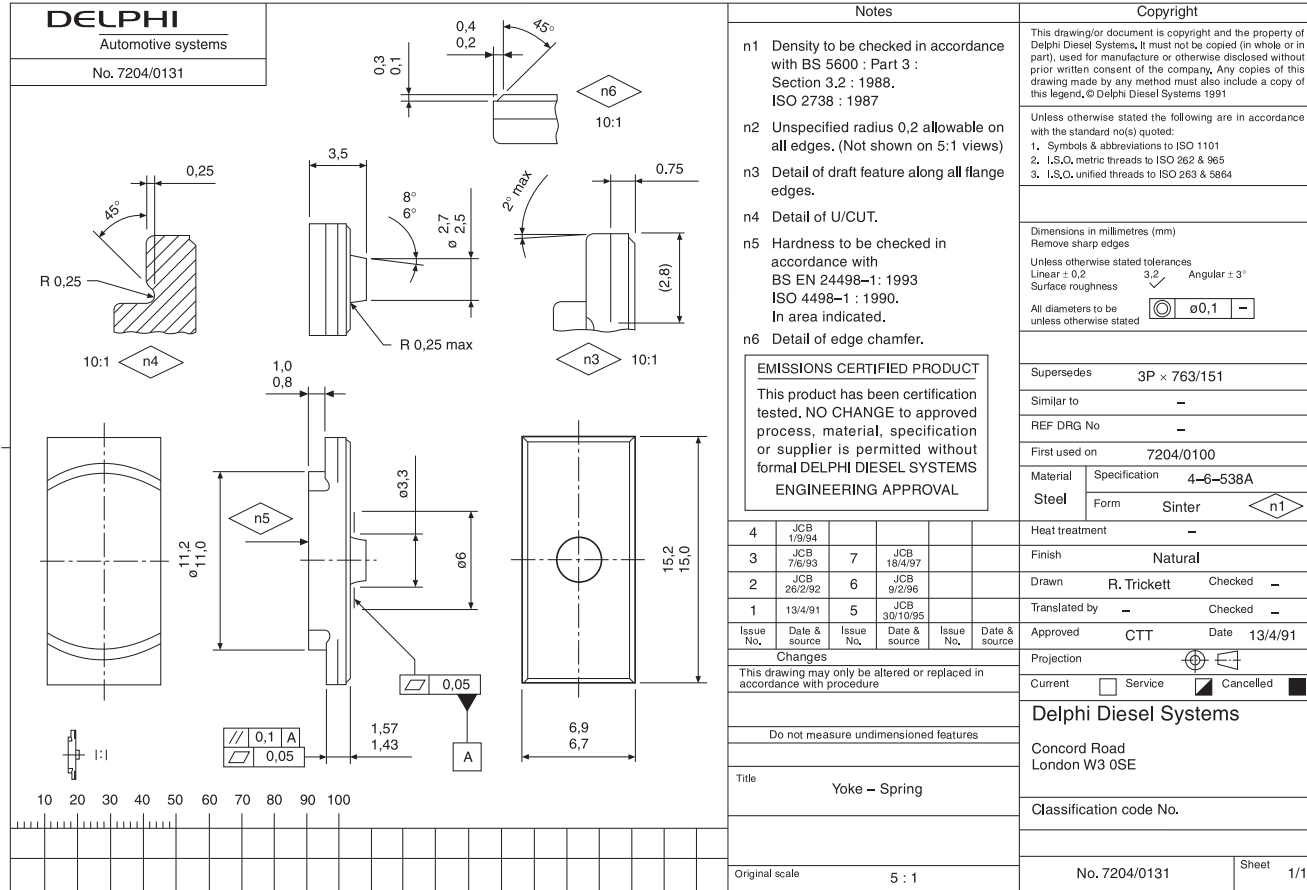 DELPHI
Automotive systems
No. 7204/0131
0,4
0,2
45°
0,3
0,1
n6
10:1
0,25
45°
R 0,25
10:1
n4
3,5
8°
6°
ø 2,7
2,5
R 0,25 max
2° max
0.75
(2,8)
n3
10:1
1,0
0,8
n5
ø 11,2
11,0
ø3,3
ø6
15,2
15,0
0,05
A
// 0,1 A
0,05
1,57
1,43
6,9
6,7
1:1
10 20 30 40 50 60 70 80 90 100
Notes
n1 Density to be checked in accordance
with BS 5600 : Part 3 :
Section 3.2 : 1988.
ISO 2738 : 1987
n2 Unspecified radius 0,2 allowable on
all edges. (Not shown on 5:1 views)
n3 Detail of draft feature along all flange
edges.
n4 Detail of U/CUT.
n5 Hardness to be checked in
accordance with
BS EN 24498–1: 1993
ISO 4498–1 : 1990.
In area indicated.
n6 Detail of edge chamfer.
EMISSIONS CERTIFIED PRODUCT
This product has been certification
tested. NO CHANGE to approved
process, material, specification
or supplier is permitted without
formal DELPHI DIESEL SYSTEMS
ENGINEERING APPROVAL
4 JCB 1/9/94
3 JCB 7/6/93 7 JCB 18/4/97
2 JCB 26/2/92 6 JCB 9/2/96
1 13/4/91 5 JCB 30/10/95
Issue No. Date & source Issue No. Date & source Issue No. Date & source
Changes
This drawing may only be altered or replaced in
accordance with procedure
Do not measure undimensioned features
Title
Yoke – Spring
Original scale 5 : 1
Copyright
This drawing/or document is copyright and the property of
Delphi Diesel Systems. It must not be copied (in whole or in
part), used for manufacture or otherwise disclosed without
prior written consent of the company. Any copies of this
drawing made by any method must also include a copy of
this legend. © Delphi Diesel Systems 1991
Unless otherwise stated the following are in accordance
with the standard no(s) quoted:
1. Symbols & abbreviations to ISO 1101
2. I.S.O. metric threads to ISO 262 & 965
3. I.S.O. unified threads to ISO 263 & 5864
Dimensions in millimetres (mm)
Remove sharp edges
Unless otherwise stated tolerances
Linear ± 0,2 3,2 Angular ± 3°
Surface roughness
All diameters to be
unless otherwise stated
ø0,1 –
Supersedes 3P × 763/151
Similar to –
REF DRG No –
First used on 7204/0100
Material Specification 4–6–538A
Steel Form Sinter n1
Heat treatment –
Finish Natural
Drawn R. Trickett Checked –
Translated by – Checked –
Approved CTT Date 13/4/91
Projection
Current Service Cancelled
Delphi Diesel Systems
Concord Road
London W3 0SE
Classification code No.
No. 7204/0131 Sheet 1/1